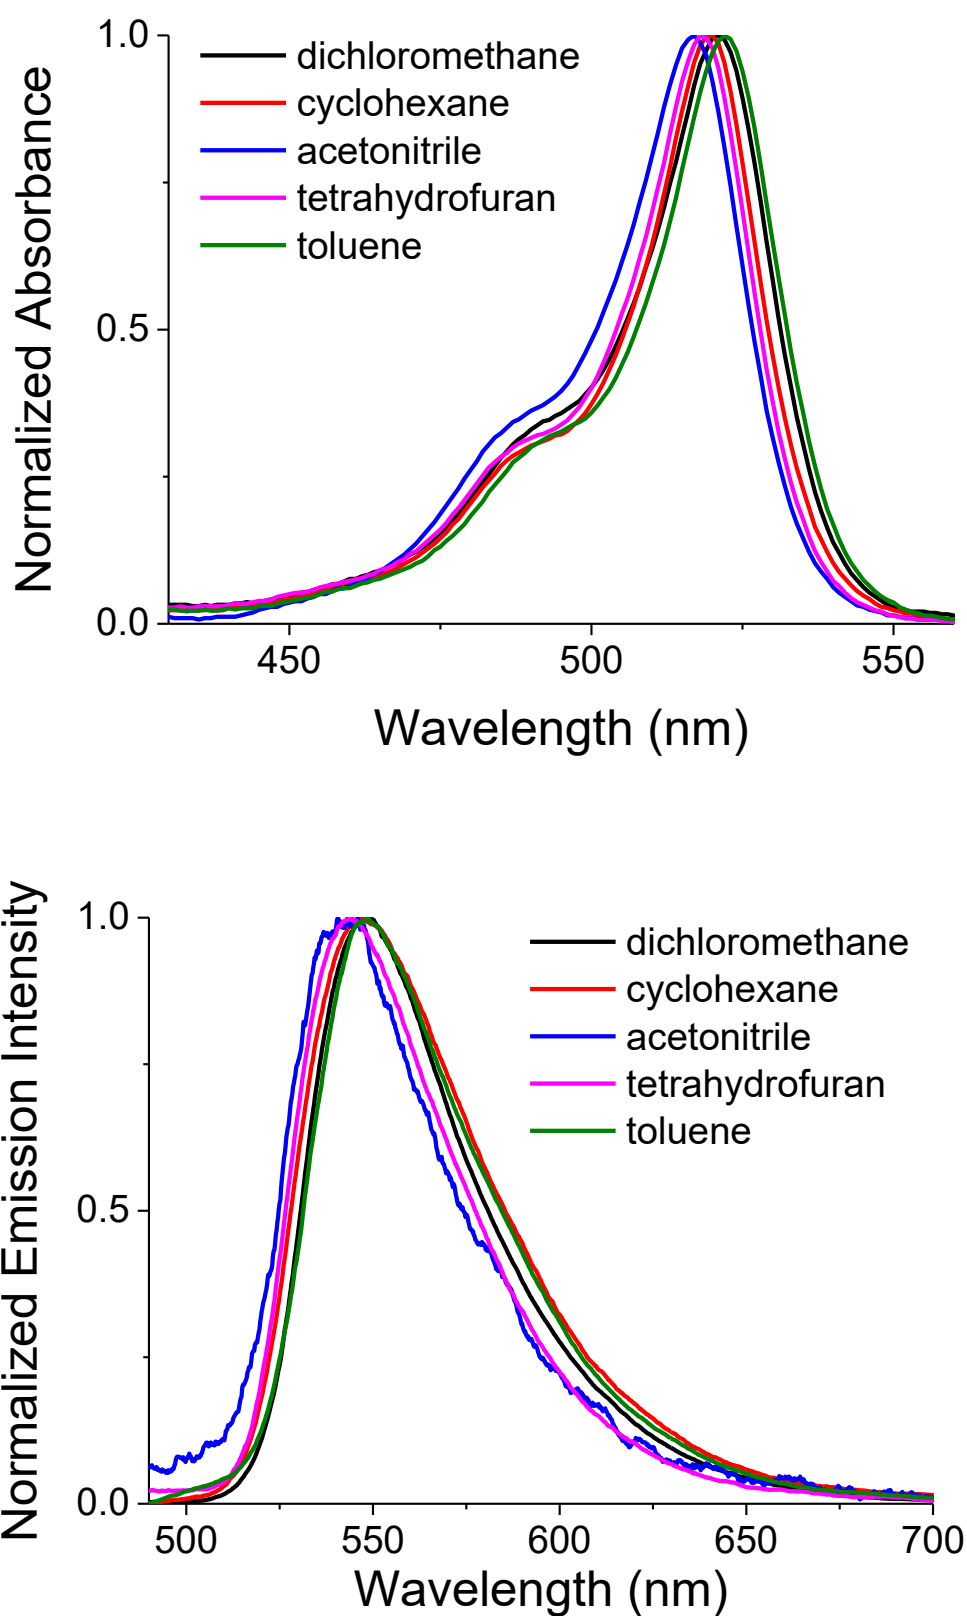 Normalized Absorbance
1.0
0.5
0.0
dichloromethane
cyclohexane
acetonitrile
tetrahydrofuran
toluene
450 500 550
Wavelength (nm)
Normalized Emission Intensity
1.0
0.5
0.0
dichloromethane
cyclohexane
acetonitrile
tetrahydrofuran
toluene
500 550 600 650 700
Wavelength (nm)